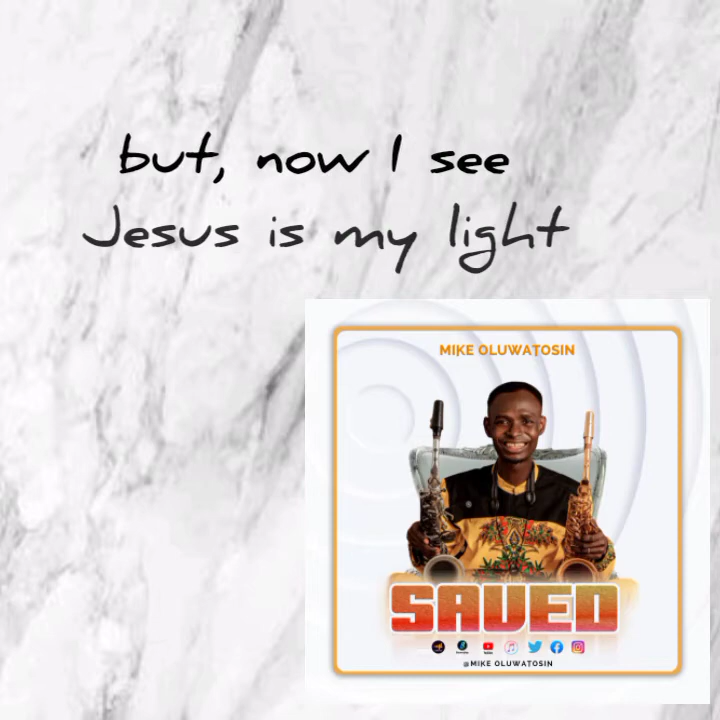 but, now I see
Jesus is my light
MIKE OLUWATOSIN
SAVED
@MIKE OLUWATOSIN